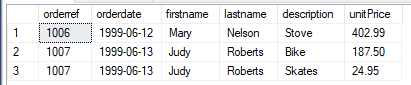 orderref orderdate firstname lastname description unitPrice
1 1006 1999-06-12 Mary Nelson Stove 402.99
2 1007 1999-06-13 Judy Roberts Bike 187.50
3 1007 1999-06-13 Judy Roberts Skates 24.95